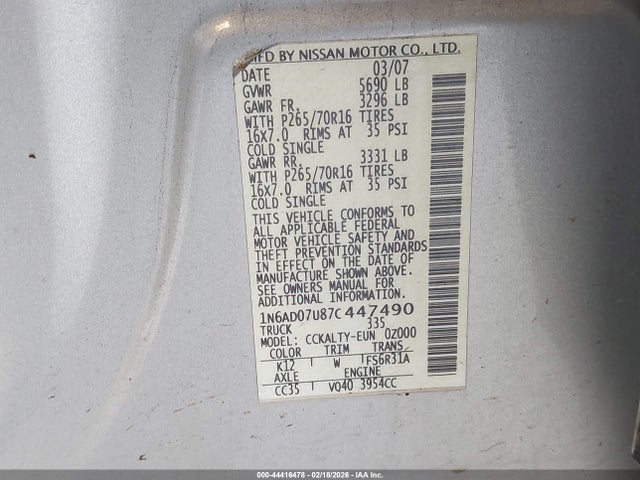 MFD BY NISSAN MOTOR CO., LTD.
DATE 03/07
GVWR 5690 LB
GAWR FR. 3296 LB
WITH P265/70R16 TIRES
16x7.0 RIMS AT 35 PSI
COLD SINGLE
GAWR RR. 3331 LB
WITH P265/70R16 TIRES
16x7.0 RIMS AT 35 PSI
COLD SINGLE
THIS VEHICLE CONFORMS TO
ALL APPLICABLE FEDERAL
MOTOR VEHICLE SAFETY AND
THEFT PREVENTION STANDARDS
IN EFFECT ON THE DATE OF
MANUFACTURE SHOWN ABOVE.
SEE OWNERS MANUAL FOR
ADDITIONAL INFORMATION.
1N6AD07U87C447490
TRUCK 335
MODEL: CCKALTY-EUN 0Z000
COLOR TRIM TRANS
K12 W FS6R31A
AXLE ENGINE
CC35 VQ40 3954CC
000-44416478 - 02/18/2026 - IAA Inc.